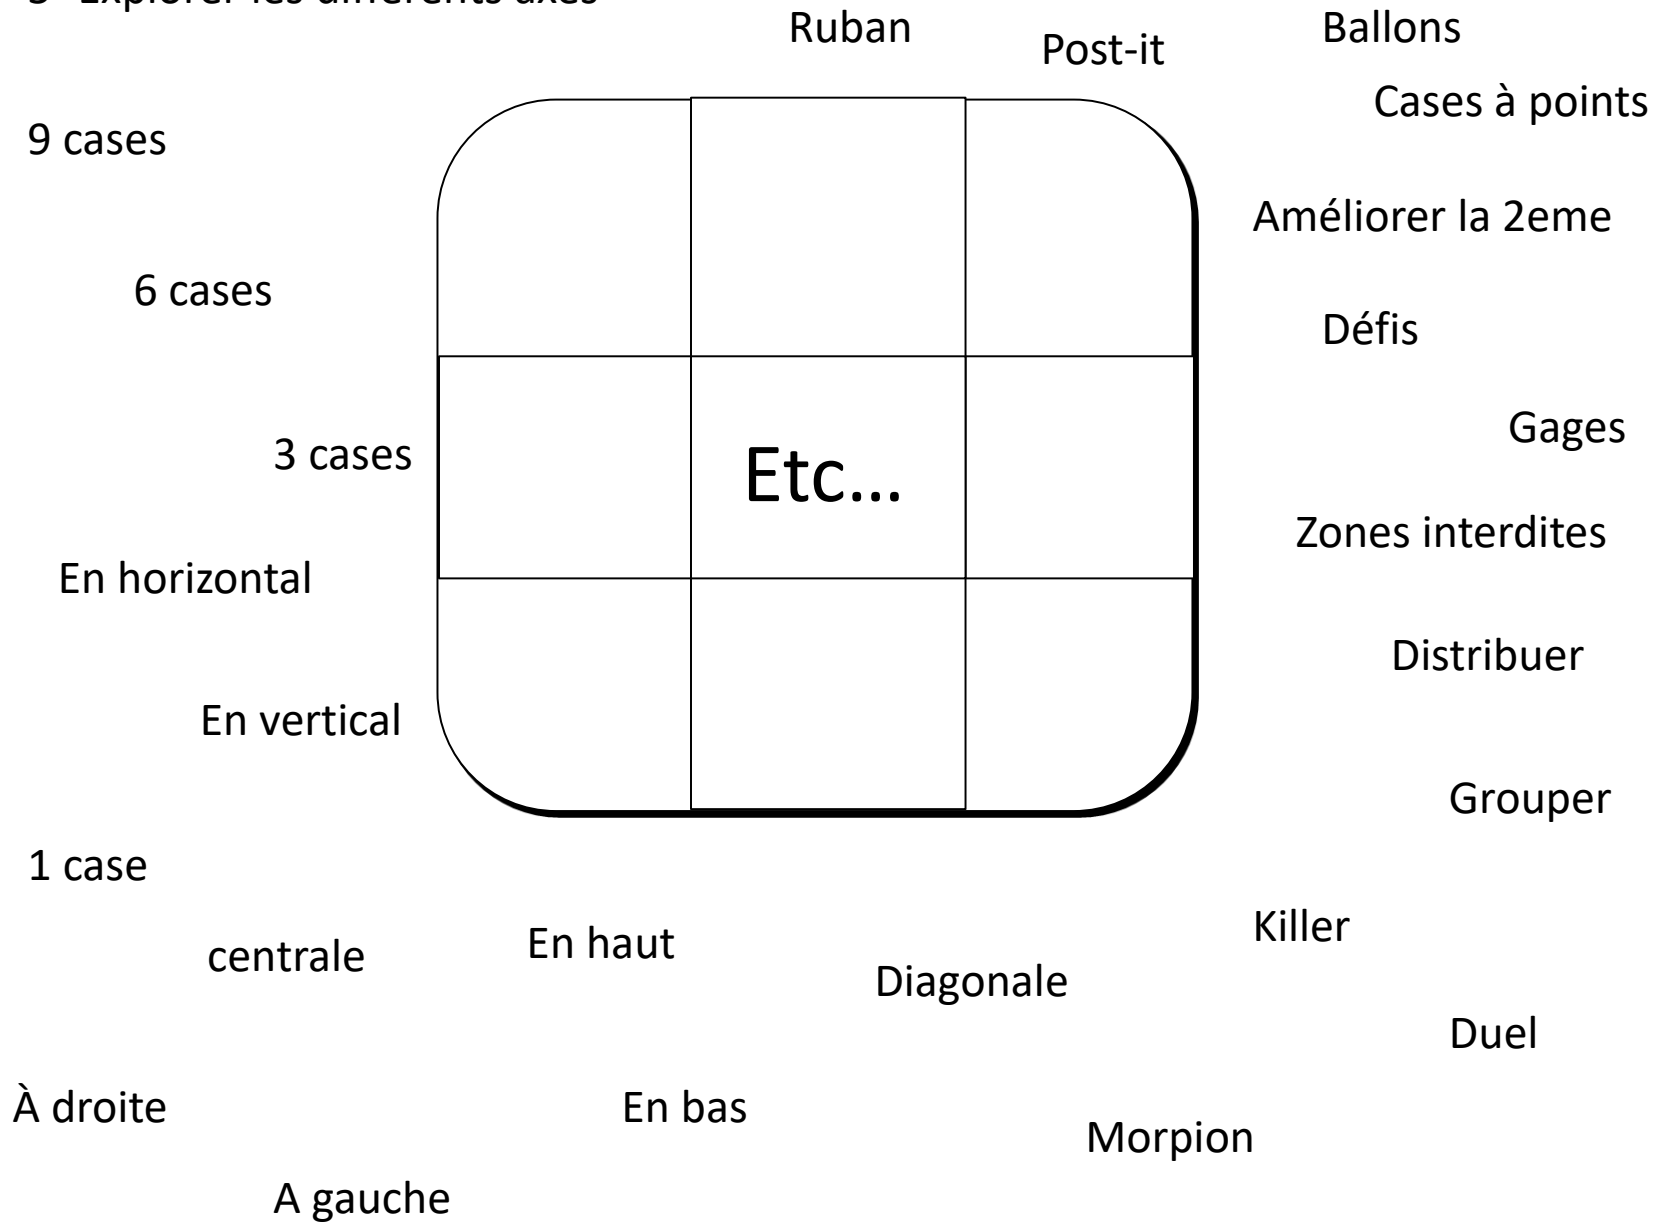 Ruban
Post-it
Ballons
Cases à points
9 cases
Améliorer la 2eme
6 cases
Défis
Gages
3 cases
Etc...
Zones interdites
En horizontal
Distribuer
En vertical
Grouper
1 case
Killer
En haut
centrale
Diagonale
Duel
À droite
En bas
Morpion
A gauche